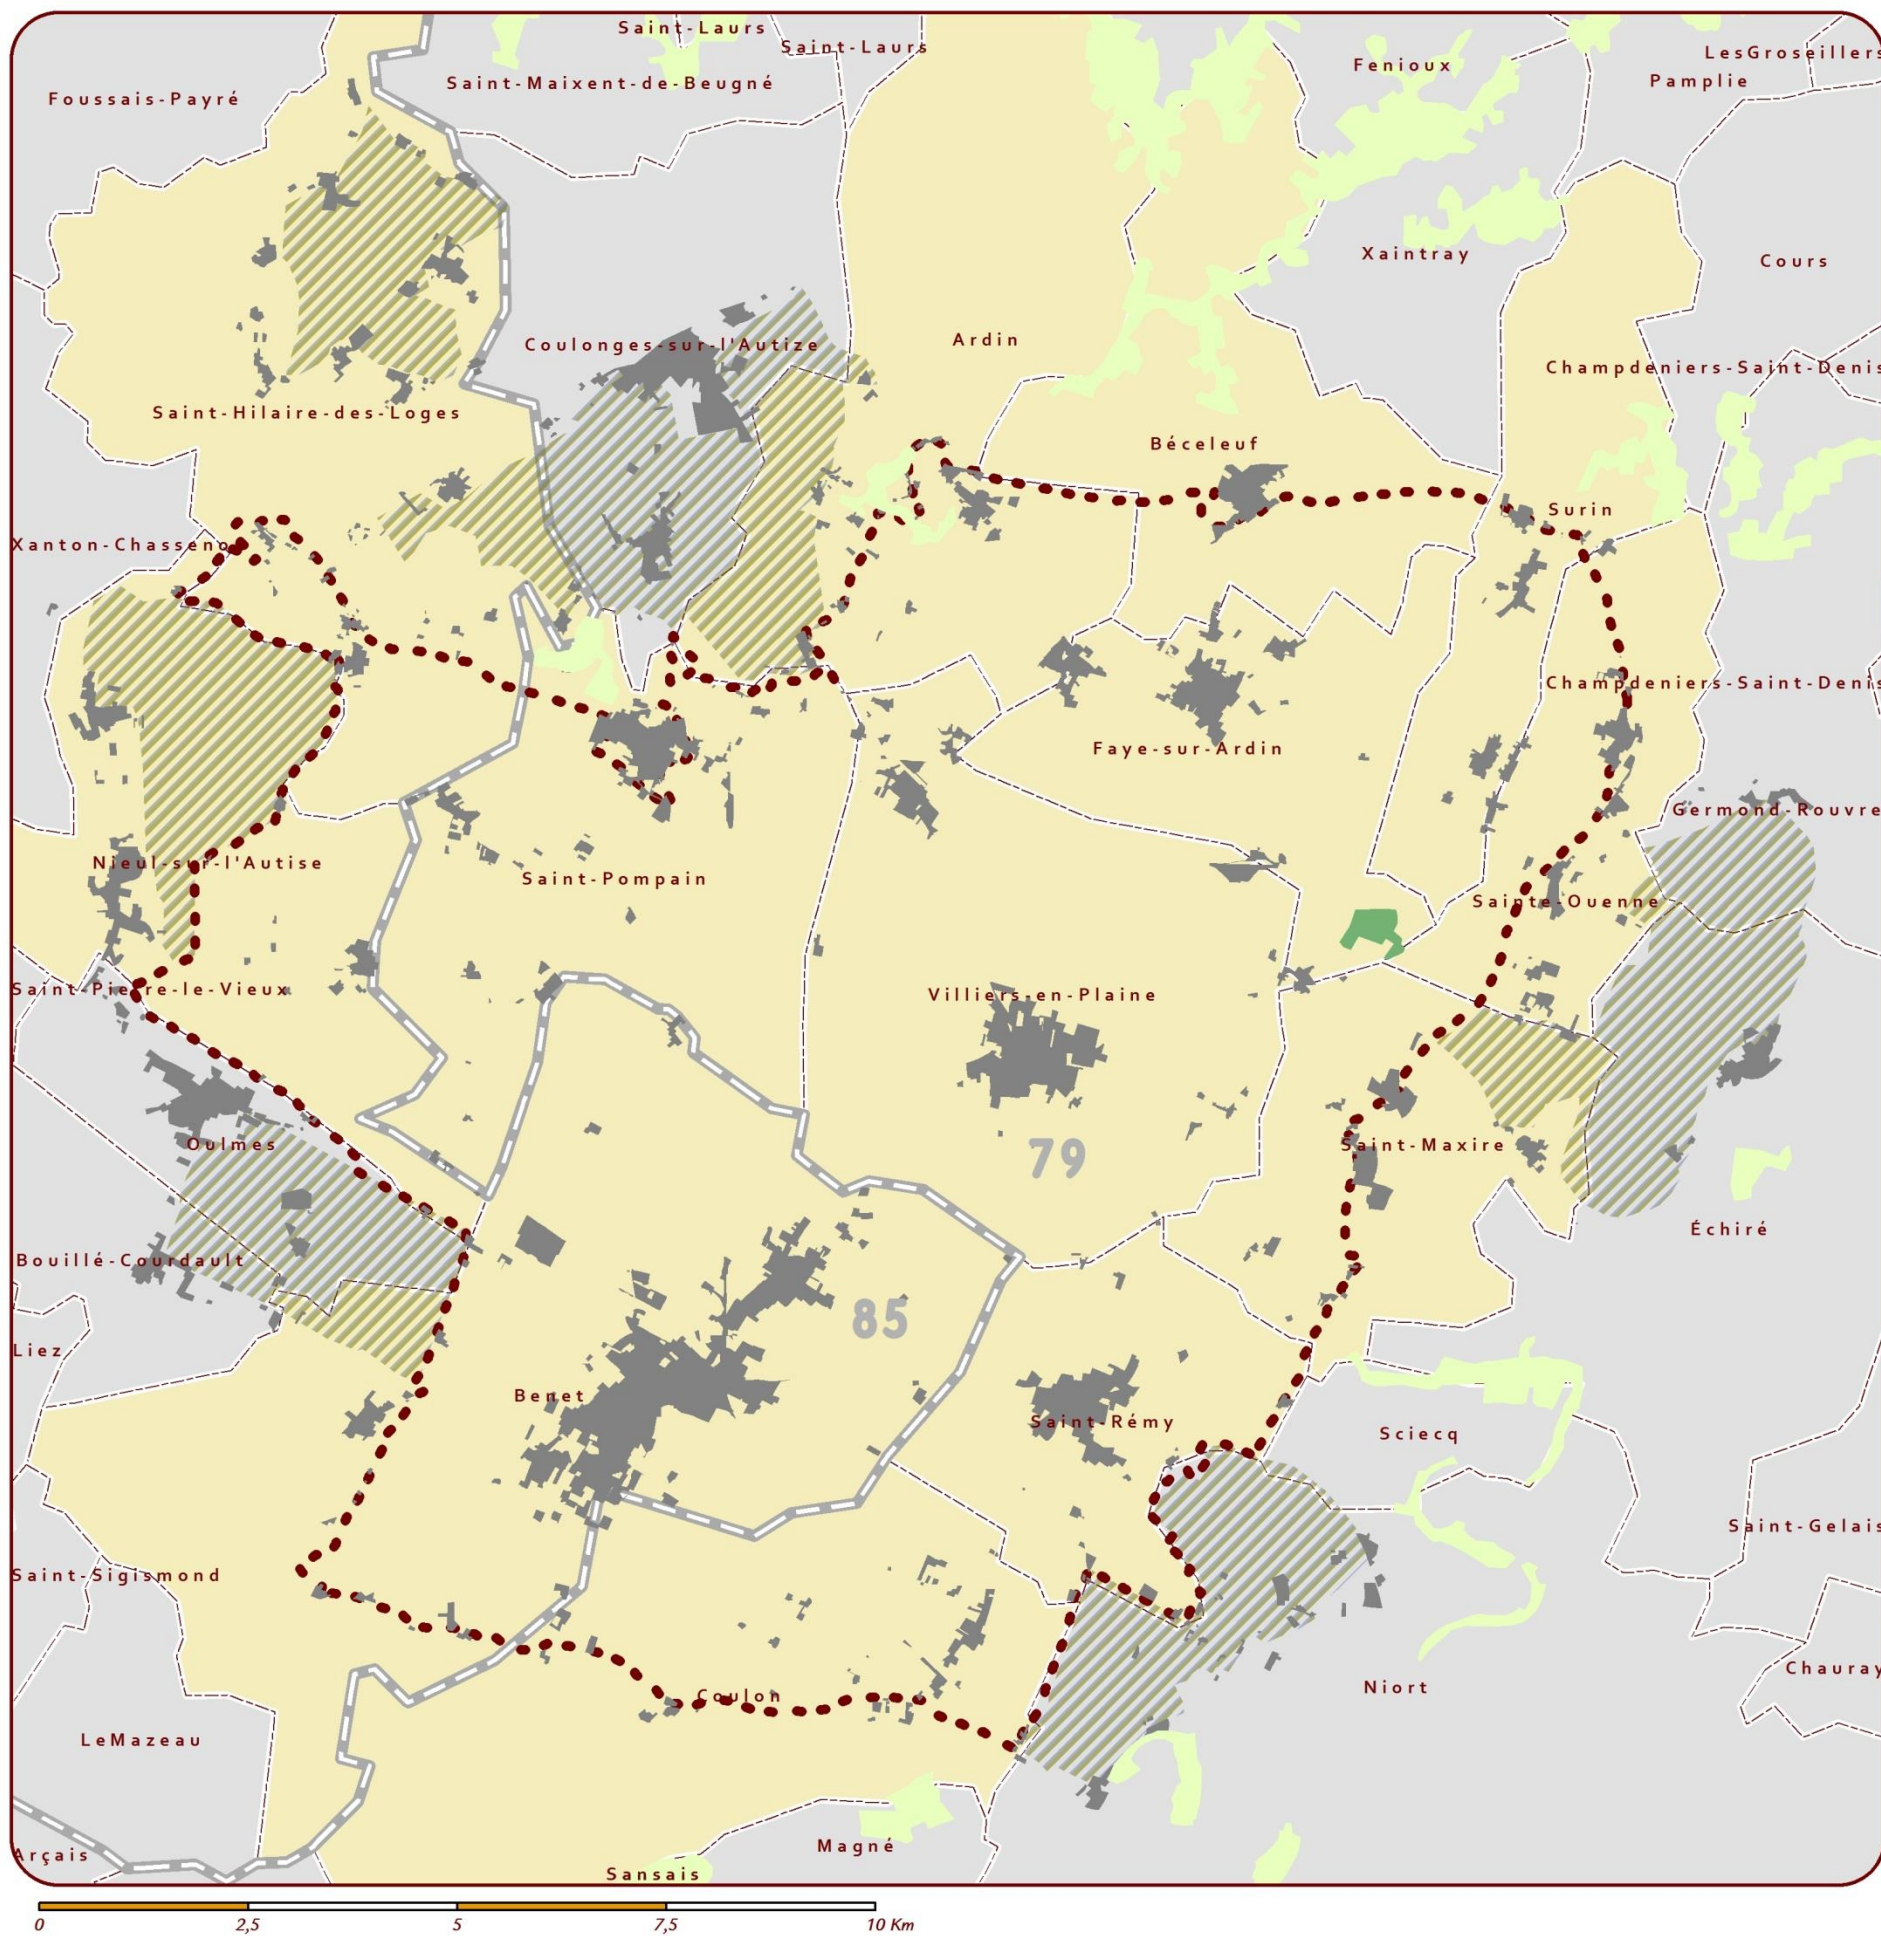 Saint-Laurs
Saint-Laurs
LesGroseillers
Fenioux
Pamplie
Saint-Maixent-de-Beugné
Foussais-Payré
Xaintray
Cours
Ardin
Coulonges-sur-l'Autize
Champdeniers-Saint-Denis
Saint-Hilaire-des-Loges
Béceleuf
Surin
Xanton-Chasseno
Champdeniers-Saint-Denis
Faye-sur-Ardin
Germond-Rouvre
Nieul-sur-l'Autise
Saint-Pompain
Sainte-Ouenne
Saint-Pierre-le-Vieux
Villiers-en-Plaine
Oulmes
79
Saint-Maxire
Échiré
Bouillé-Courdault
85
Liez
Benet
Saint-Rémy
Sciecq
Saint-Gelais
Saint-Sigismond
Chauray
Niort
Coulon
LeMazeau
Magné
Arçais
Sansais
0 2,5 5 7,5 10 Km